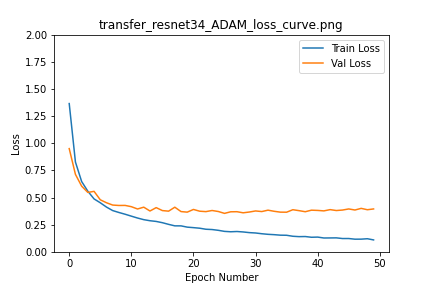 transfer_resnet34_ADAM_loss_curve.png
Train Loss
Val Loss
2.00
1.75
1.50
1.25
1.00
0.75
0.50
0.25
0.00
Loss
0 10 20 30 40 50
Epoch Number